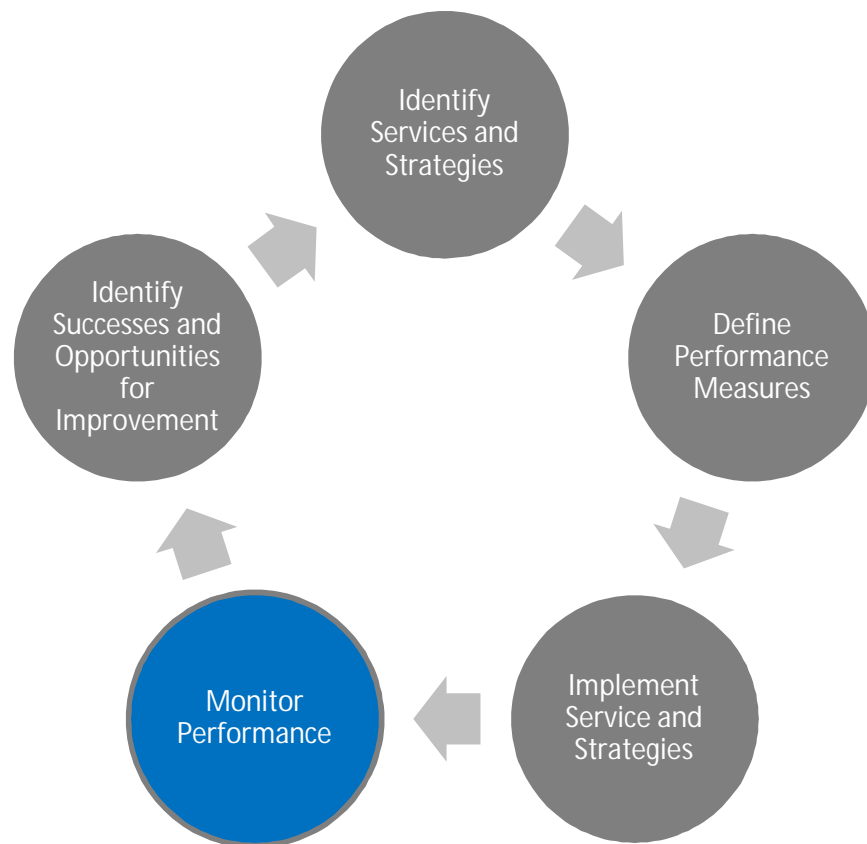 Identify
Services and
Strategies
Define
Performance
Measures
Implement
Service and
Strategies
Monitor
Performance
Identify
Successes and
Opportunities
for
Improvement